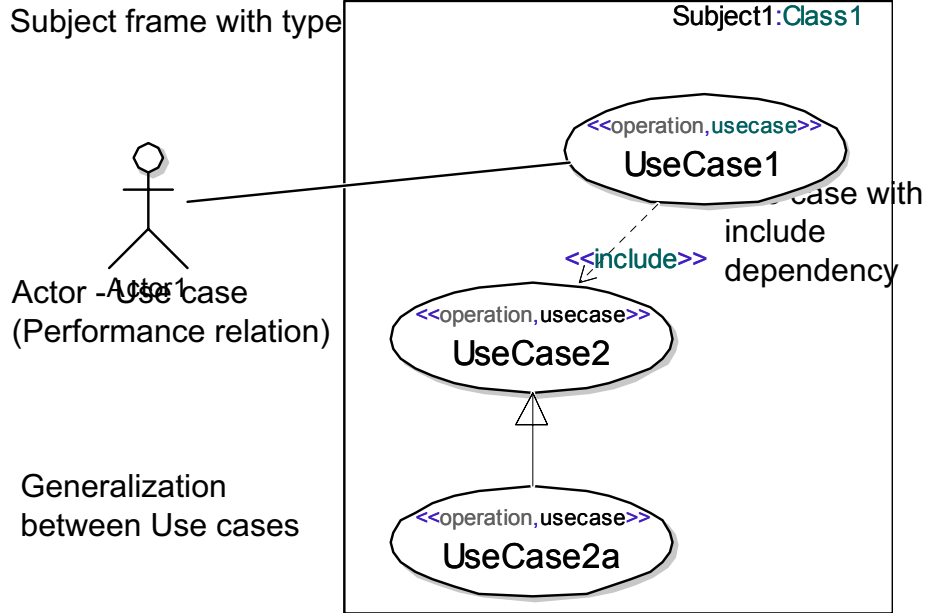 Subject frame with type
Subject1:Class1
<<operation,usecase>>
UseCase1
case with
include
dependency
<<include>>
Actor1
Actor - Use case
(Performance relation)
<<operation,usecase>>
UseCase2
Generalization
between Use cases
<<operation,usecase>>
UseCase2a